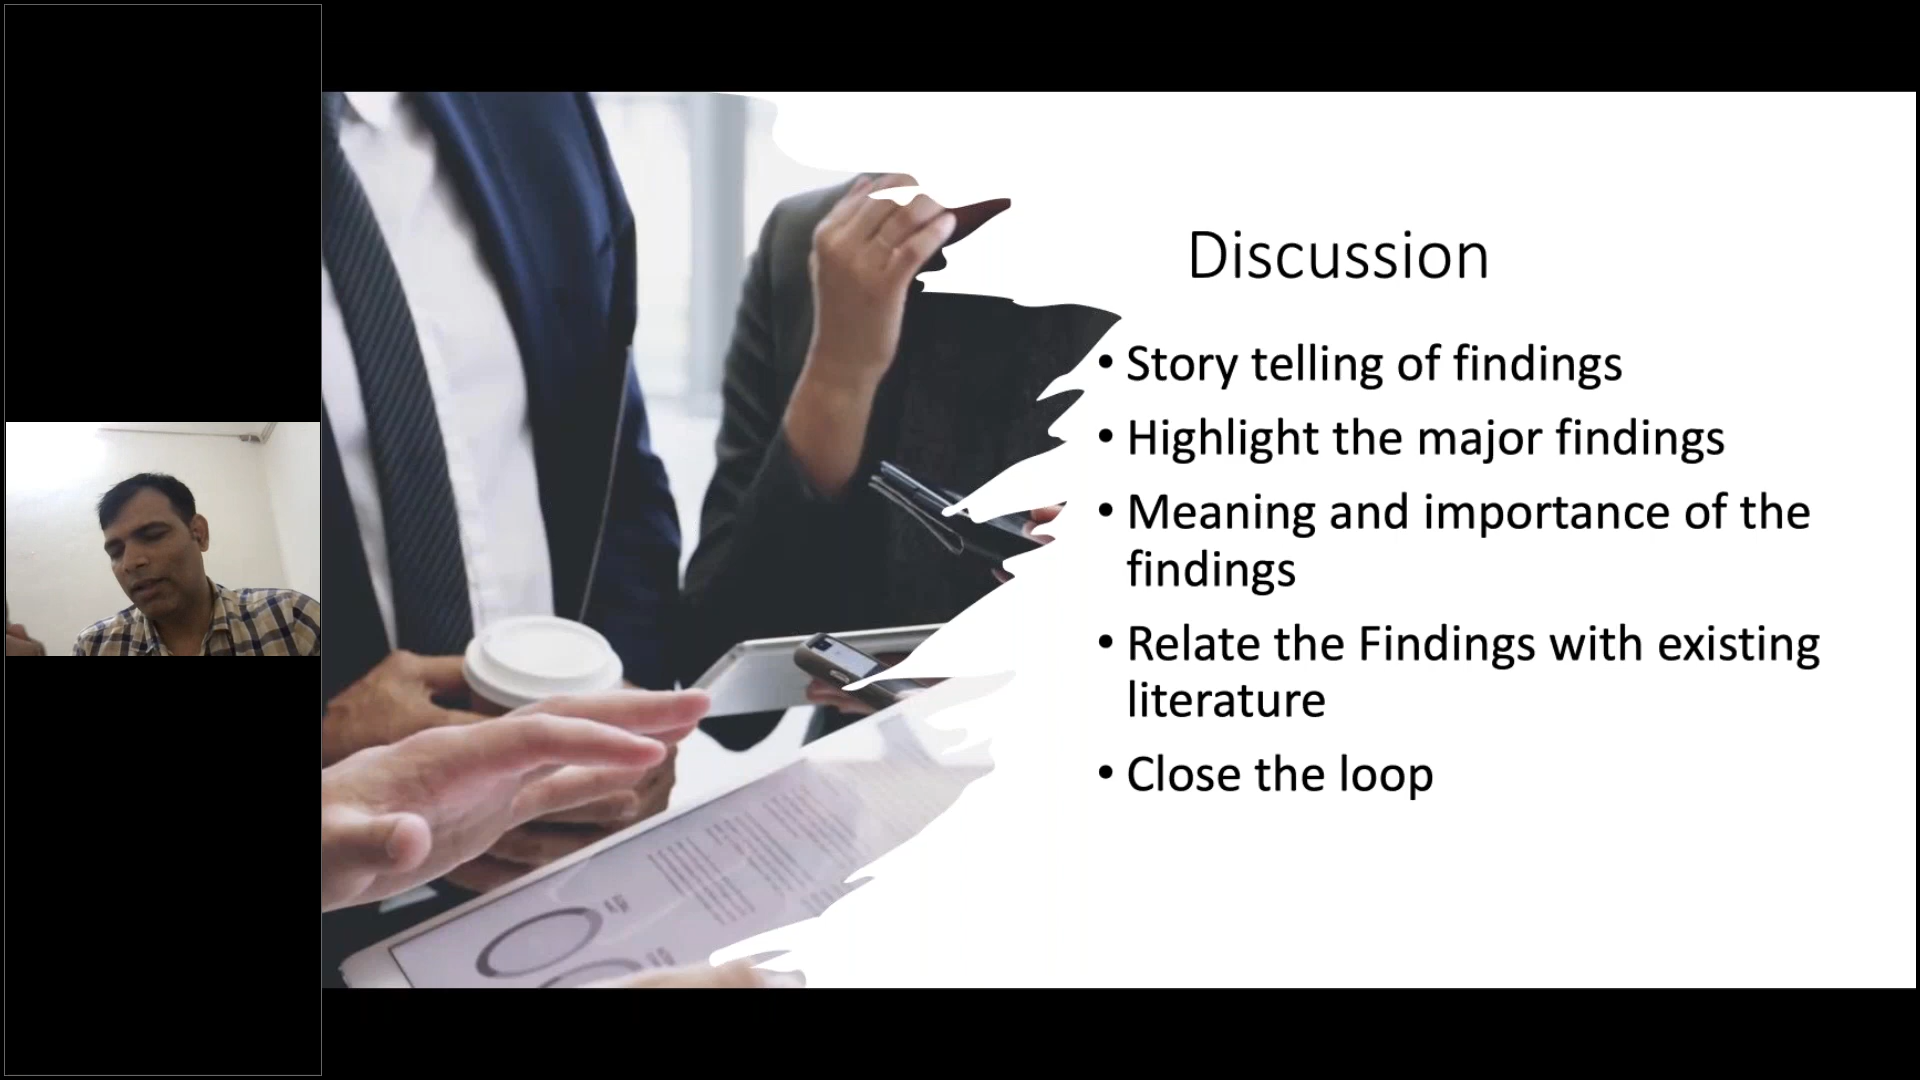 Discussion
• Story telling of findings
• Highlight the major findings
• Meaning and importance of the
findings
• Relate the Findings with existing
literature
• Close the loop